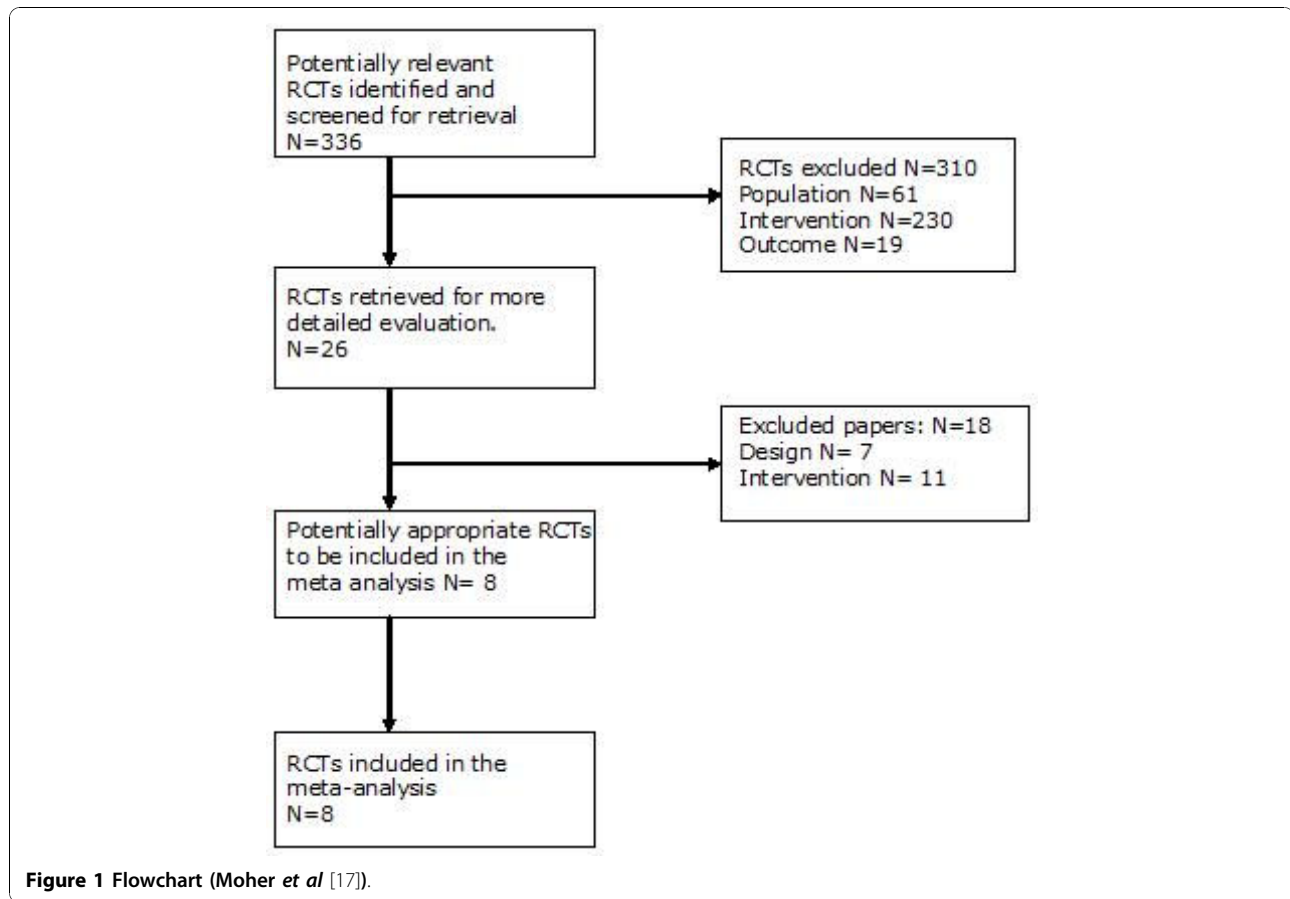 Potentially relevant
RCTs identified and
screened for retrieval
N=336
RCTs excluded N=310
Population N=61
Intervention N=230
Outcome N=19
RCTs retrieved for more
detailed evaluation.
N=26
Excluded papers: N=18
Design N= 7
Intervention N= 11
Potentially appropriate RCTs
to be included in the
meta analysis N= 8
RCTs included in the
meta-analysis
N=8
Figure 1 Flowchart (Moher et al [17]).